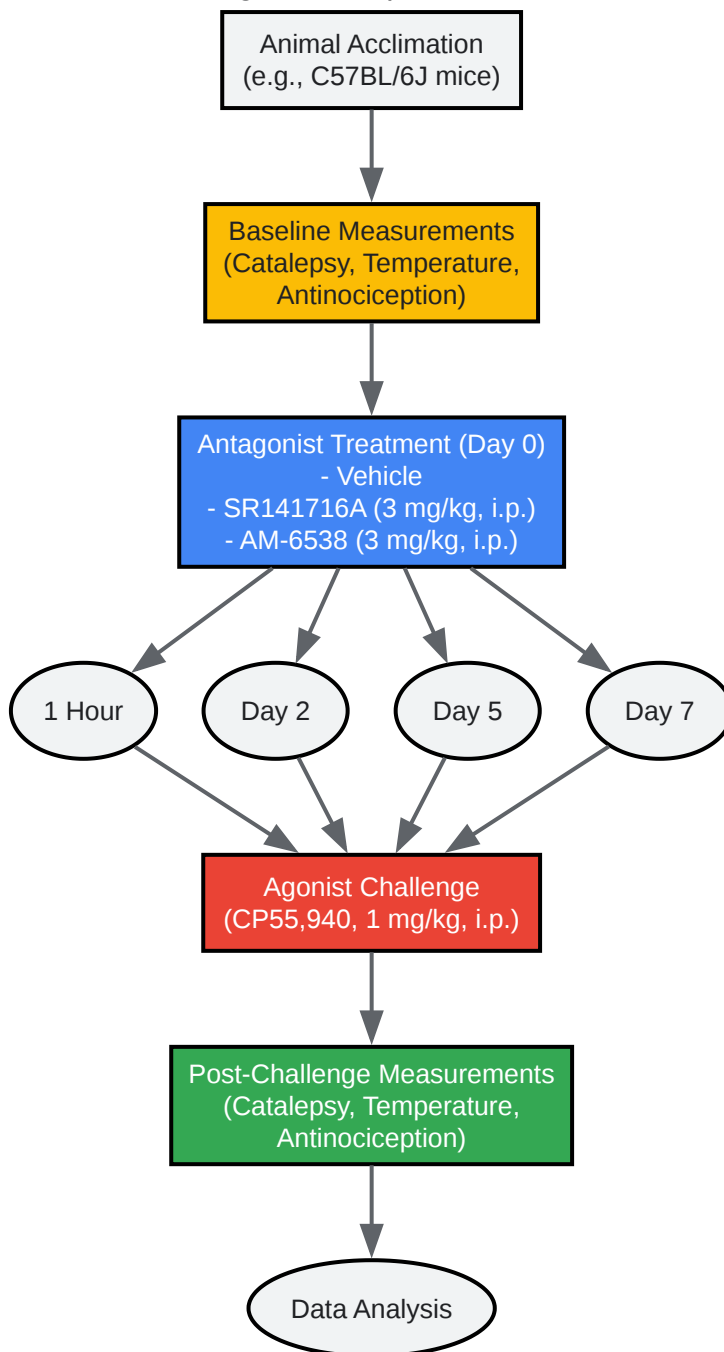 Animal Acclimation
(e.g., C57BL/6J mice)
Baseline Measurements
(Catalepsy, Temperature,
Antinociception)
Antagonist Treatment (Day 0)
- Vehicle
- SR141716A (3 mg/kg, i.p.)
- AM-6538 (3 mg/kg, i.p.)
1 Hour
Day 2
Day 5
Day 7
Agonist Challenge
(CP55,940, 1 mg/kg, i.p.)
Post-Challenge Measurements
(Catalepsy, Temperature,
Antinociception)
Data Analysis